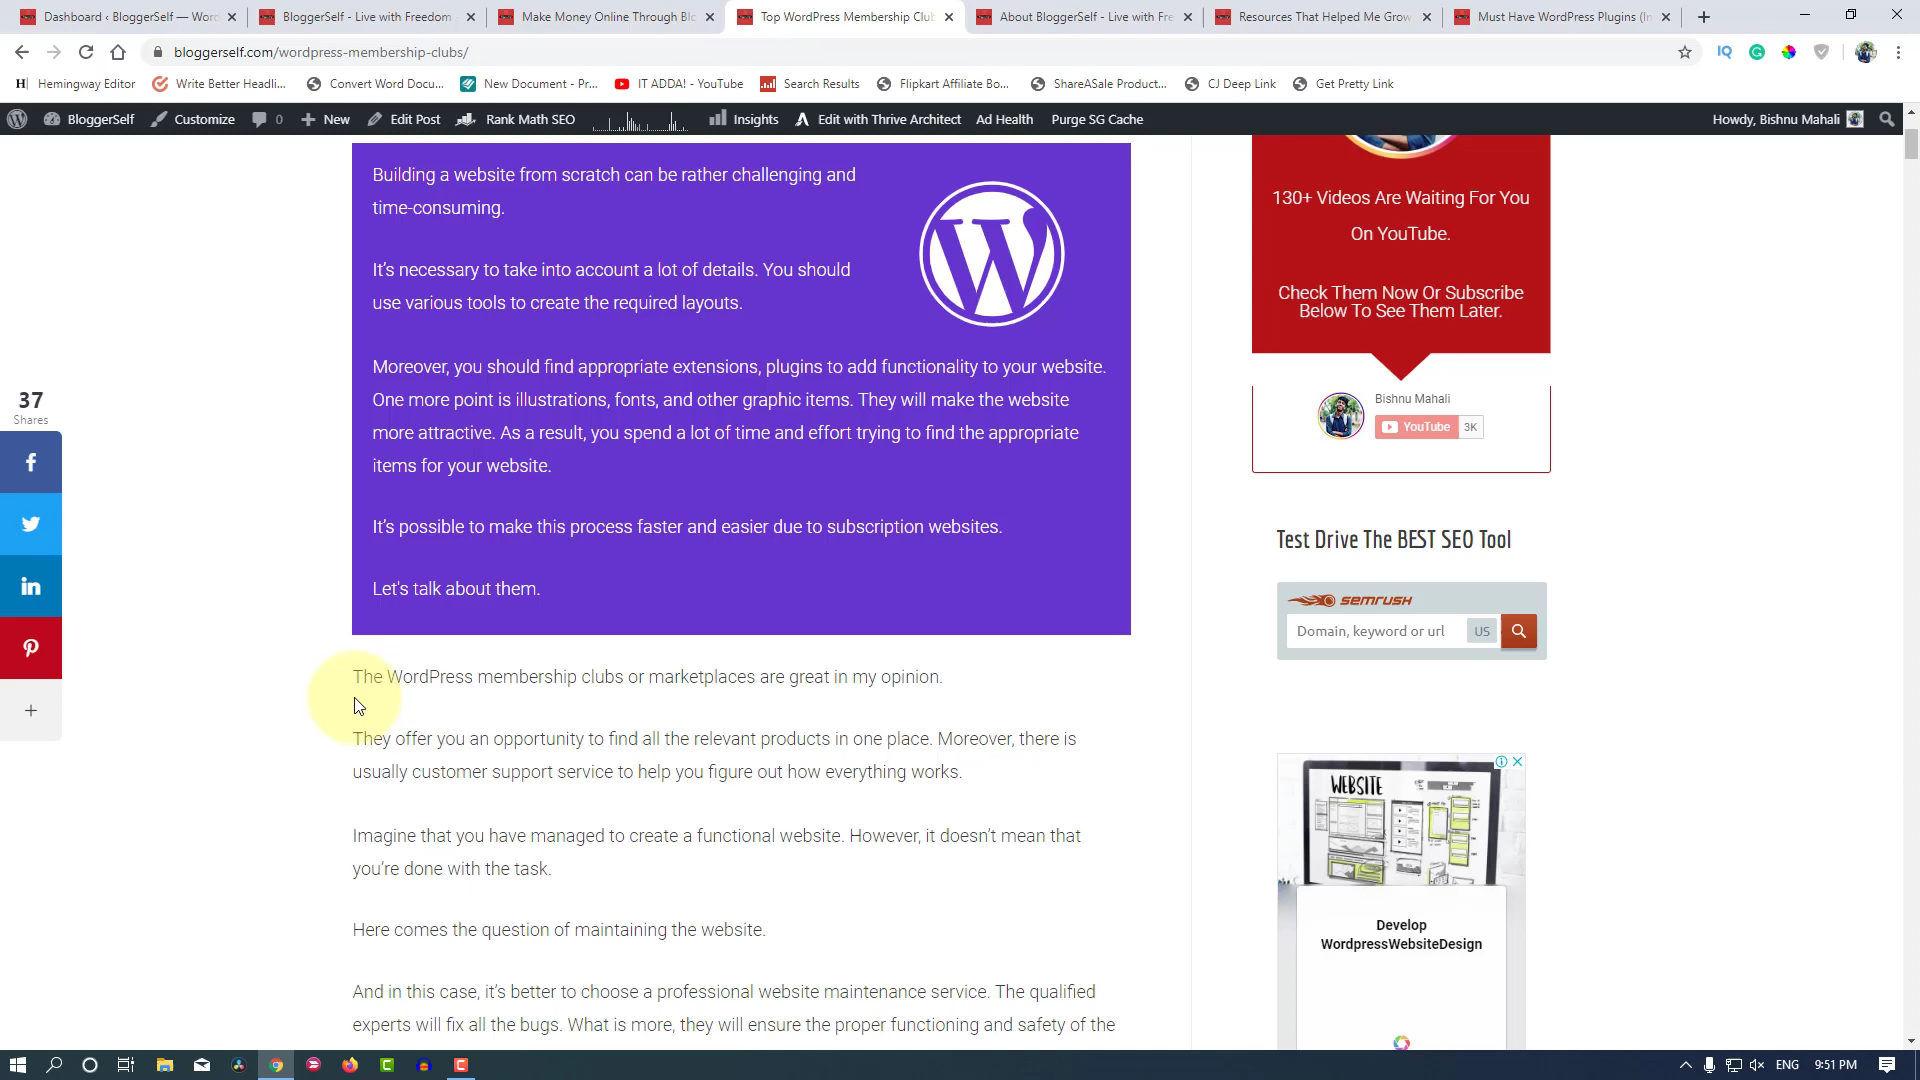 Dashboard ‹ BloggerSelf — Wor
BloggerSelf - Live with Freedom
Make Money Online Through Blo
Top WordPress Membership Clu
About BloggerSelf - Live with Fre
Resources That Helped Me Grow
Must Have WordPress Plugins (In
bloggerself.com/wordpress-membership-clubs/
Hemingway Editor
Write Better Headli...
Convert Word Docu...
New Document - Pr...
IT ADDA! - YouTube
Search Results
Flipkart Affiliate Bo...
ShareASale Product...
CJ Deep Link
Get Pretty Link
BloggerSelf
Customize
0
New
Edit Post
Rank Math SEO
Insights
Edit with Thrive Architect
Ad Health
Purge SG Cache
Howdy, Bishnu Mahali
Building a website from scratch can be rather challenging and
time-consuming.
It's necessary to take into account a lot of details. You should
use various tools to create the required layouts.
Moreover, you should find appropriate extensions, plugins to add functionality to your website.
One more point is illustrations, fonts, and other graphic items. They will make the website
more attractive. As a result, you spend a lot of time and effort trying to find the appropriate
items for your website.
It's possible to make this process faster and easier due to subscription websites.
Let's talk about them.
37
Shares
The WordPress membership clubs or marketplaces are great in my opinion.
They offer you an opportunity to find all the relevant products in one place. Moreover, there is
usually customer support service to help you figure out how everything works.
Imagine that you have managed to create a functional website. However, it doesn't mean that
you're done with the task.
Here comes the question of maintaining the website.
And in this case, it's better to choose a professional website maintenance service. The qualified
experts will fix all the bugs. What is more, they will ensure the proper functioning and safety of the
130+ Videos Are Waiting For You
On YouTube.
Check Them Now Or Subscribe
Below To See Them Later.
Bishnu Mahali
YouTube 3K
Test Drive The BEST SEO Tool
SEMRUSH
Domain, keyword or url
US
WEBSITE
Develop
WordpressWebsiteDesign
ENG
9:51 PM